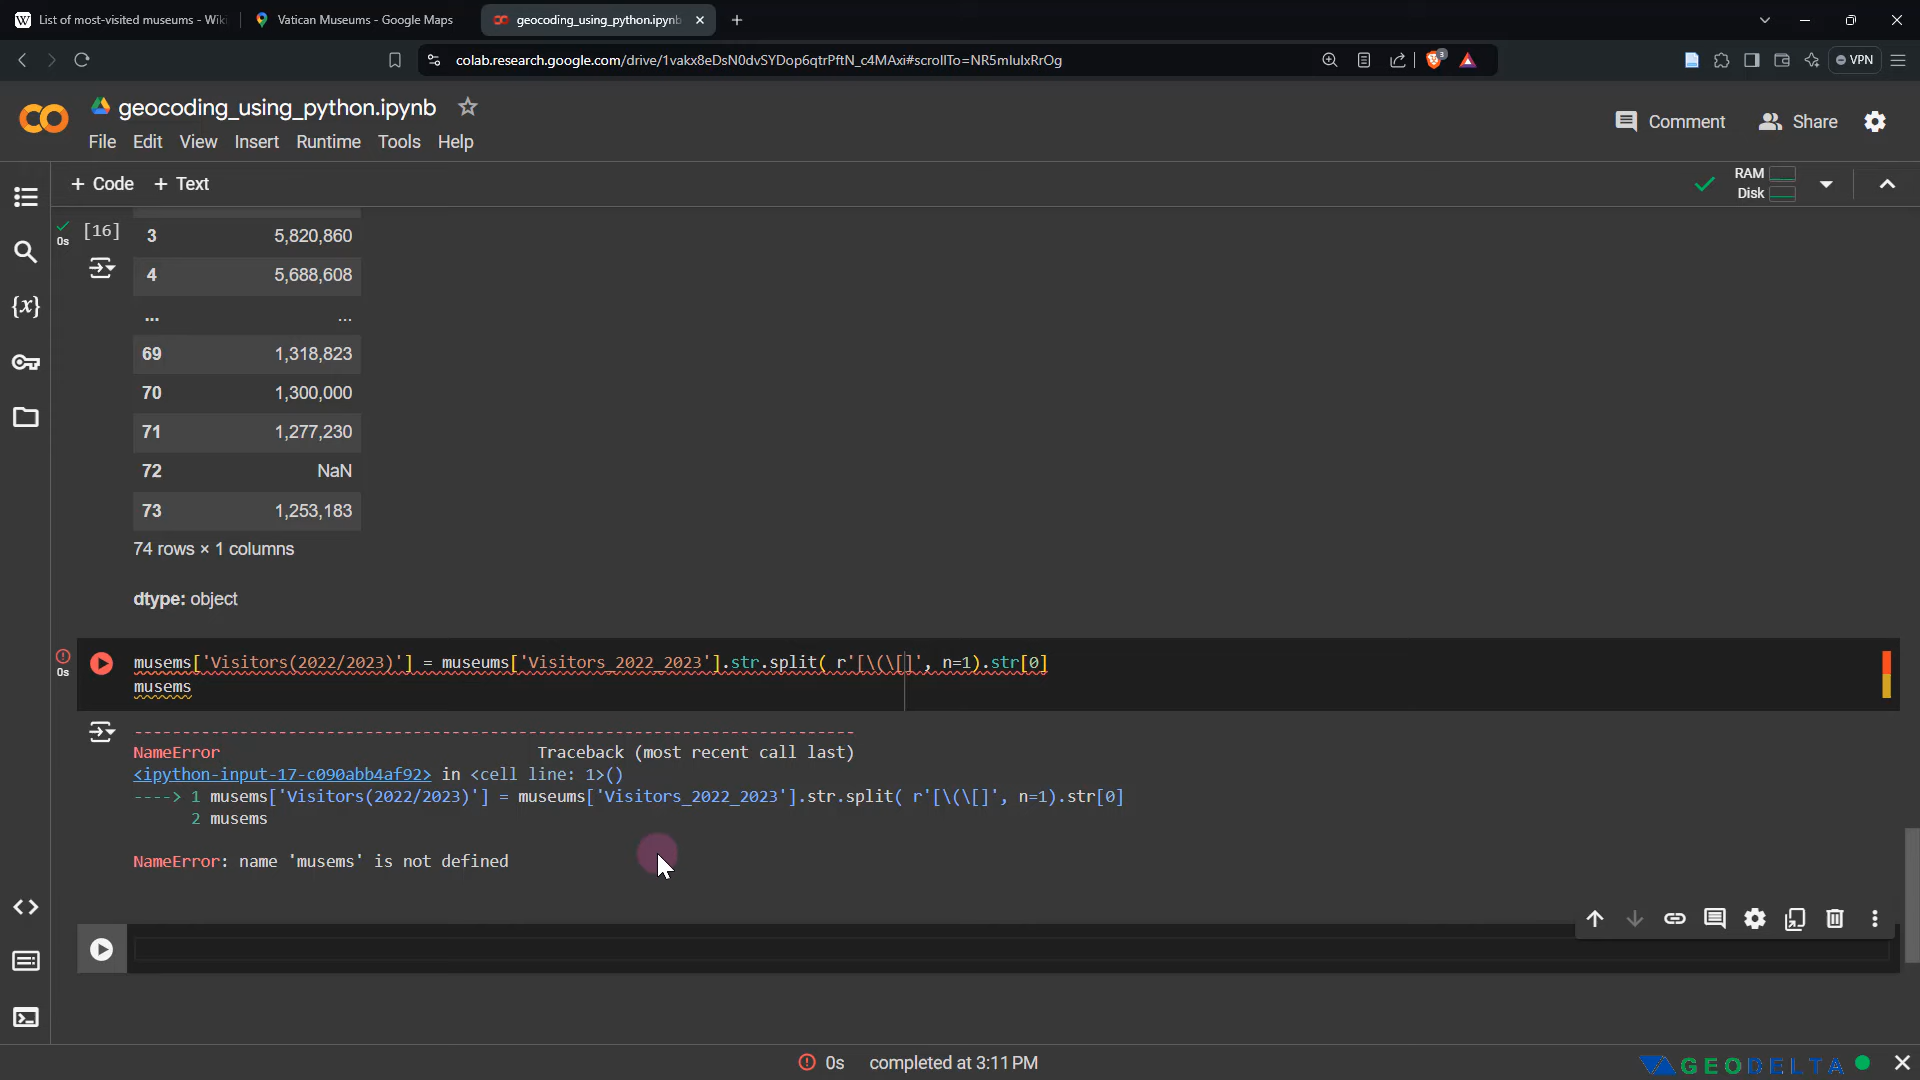 List of most-visited museums - Wiki
Vatican Museums - Google Maps
geocoding_using_python.ipynb
colab.research.google.com/drive/1vakx8eDsN0dvSYDop6qtrPftN_c4MAxi#scrollTo=NR5mIuIxRrOg
VPN
geocoding_using_python.ipynb
File Edit View Insert Runtime Tools Help
Comment
Share
+ Code + Text
RAM
Disk
0s
[16]
3 5,820,860
4 5,688,608
... ...
69 1,318,823
70 1,300,000
71 1,277,230
72 NaN
73 1,253,183
74 rows × 1 columns
dtype: object
0s
musems['Visitors(2022/2023)'] = museums['Visitors_2022_2023'].str.split( r'[\(\[]', n=1).str[0]
musems
---------------------------------------------------------------------------
NameError Traceback (most recent call last)
<ipython-input-17-c090abb4af92> in <cell line: 1>()
----> 1 musems['Visitors(2022/2023)'] = museums['Visitors_2022_2023'].str.split( r'[\(\[]', n=1).str[0]
2 musems
NameError: name 'musems' is not defined
0s completed at 3:11 PM
GEODELTA